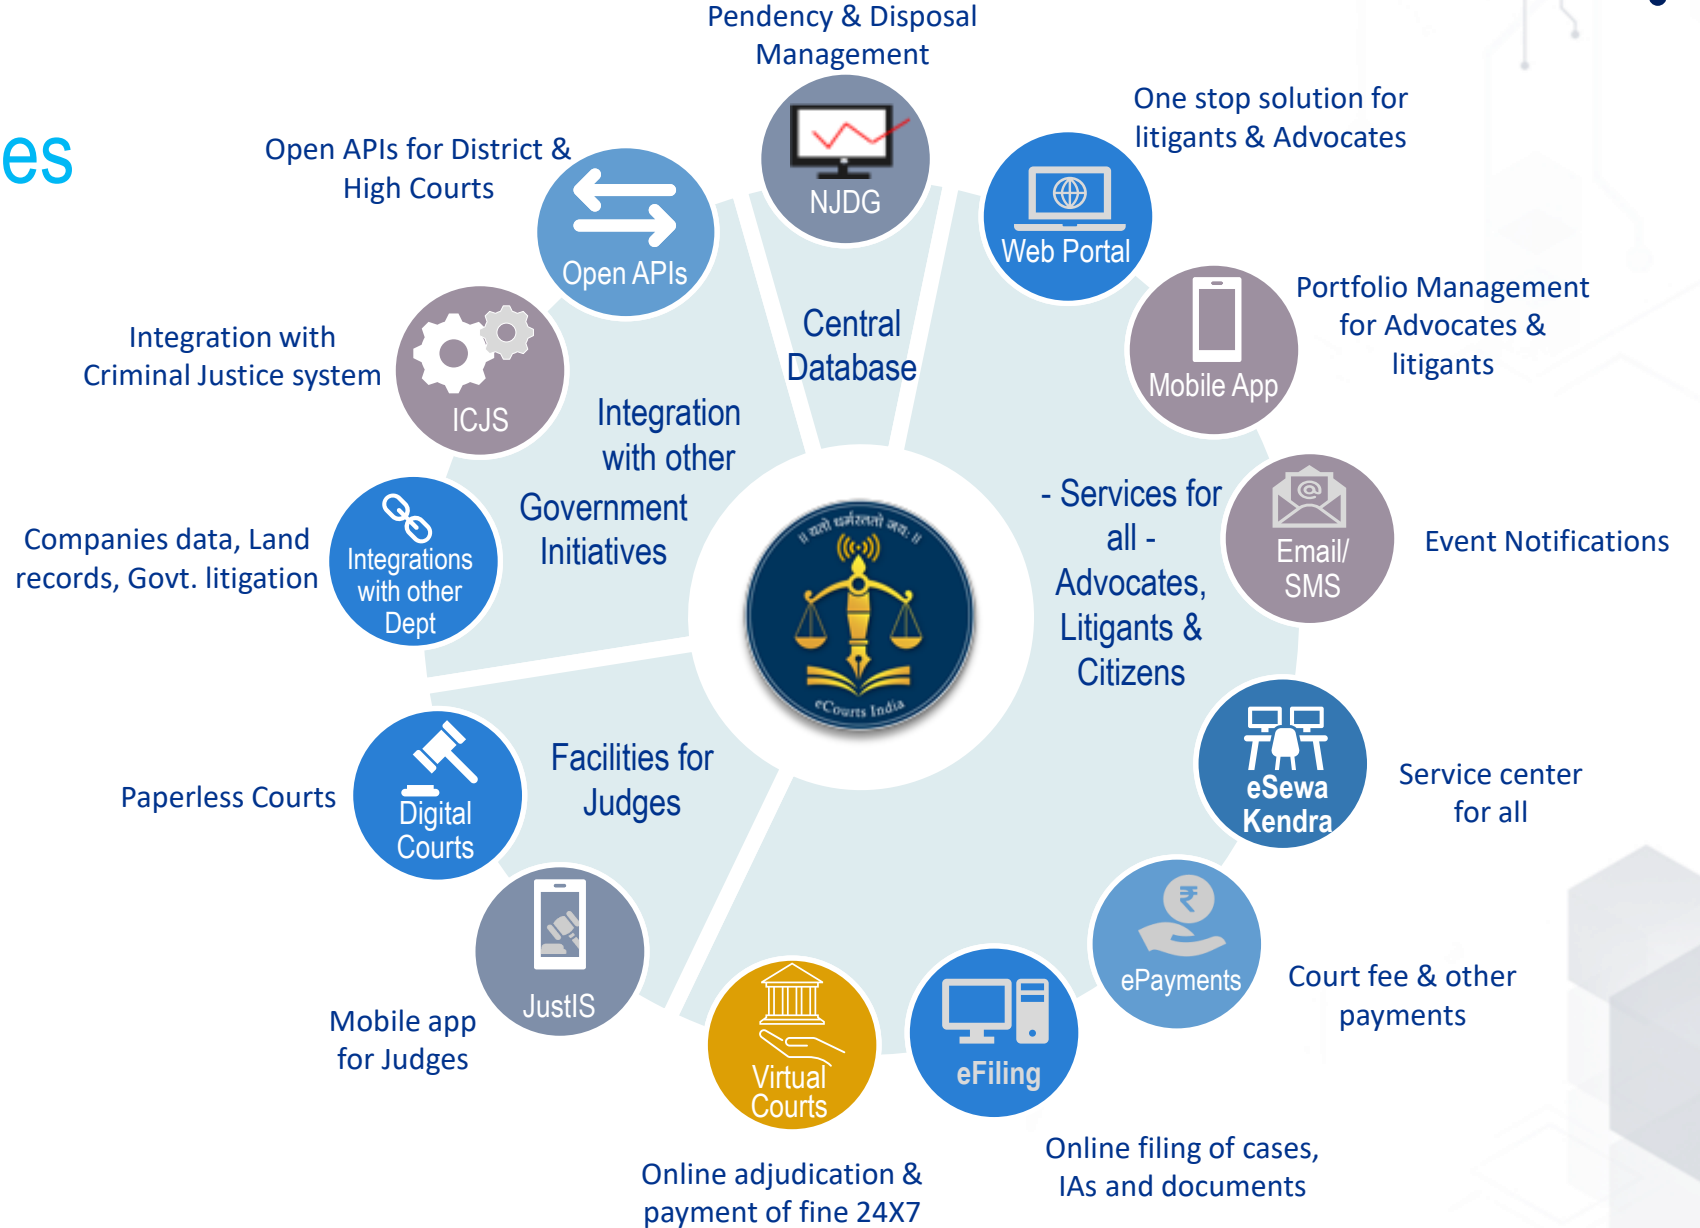 es
Pendency & Disposal
Management
NJDG
One stop solution for
litigants & Advocates
Web Portal
Portfolio Management
for Advocates &
litigants
Mobile App
Event Notifications
Email/
SMS
Service center
for all
eSewa
Kendra
Court fee & other
payments
ePayments
Online filing of cases,
IAs and documents
eFiling
Online adjudication &
payment of fine 24X7
Virtual
Courts
Mobile app
for Judges
JustIS
Paperless Courts
Digital
Courts
Companies data, Land
records, Govt. litigation
Integrations
with other
Dept
Integration with
Criminal Justice system
ICJS
Open APIs for District &
High Courts
Open APIs
Central
Database
- Services for
all -
Advocates,
Litigants &
Citizens
Facilities for
Judges
Integration
with other
Government
Initiatives
॥ यतो धर्मस्ततो जय: ॥
eCourts India
@
₹